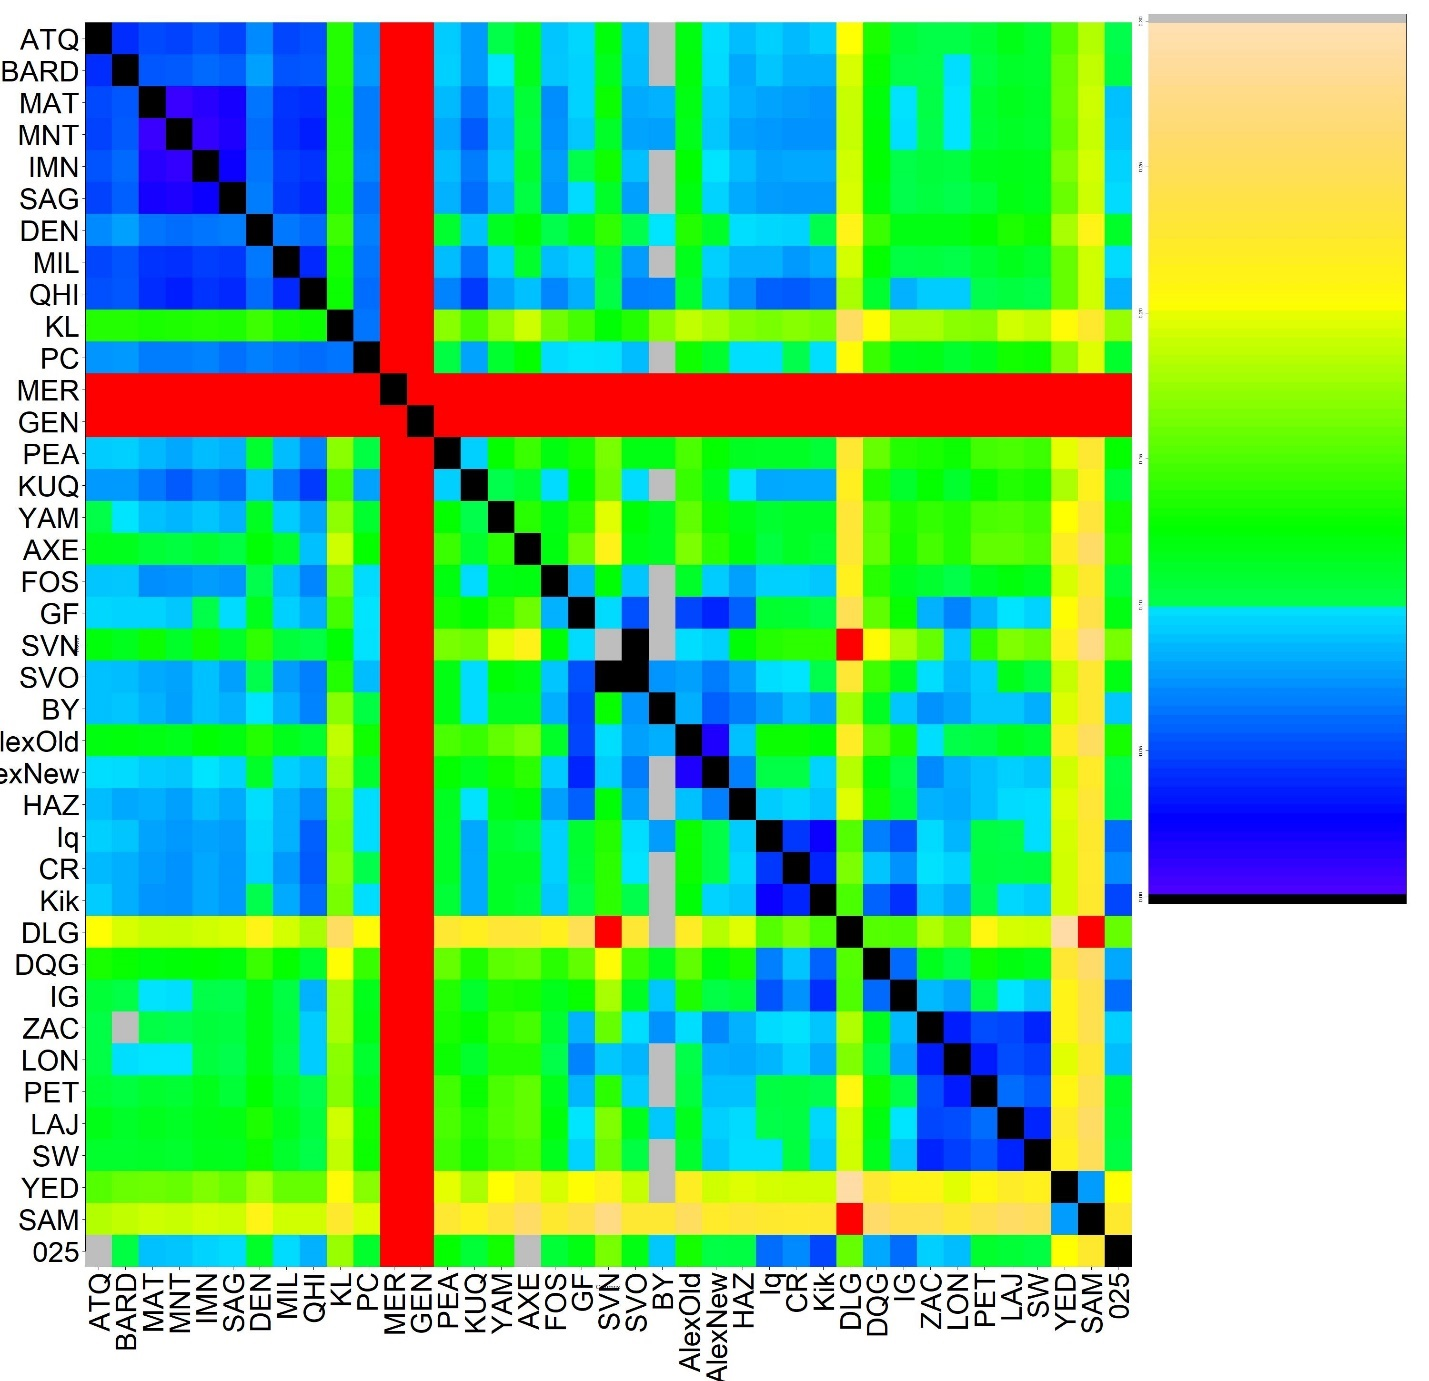 ATQ
BARD
MAT
MNT
IMN
SAG
DEN
MIL
QHI
KL
PC
MER
GEN
PEA
KUQ
YAM
AXE
FOS
GF
SVN
SVO
BY
lexOld
exNew
HAZ
Iq
CR
Kik
DLG
DQG
IG
ZAC
LON
PET
LAJ
SW
YED
SAM
025
ATQ
BARD
MAT
MNT
IMN
SAG
DEN
MIL
QHI
KL
PC
MER
GEN
PEA
KUQ
YAM
AXE
FOS
GF
SVN
SVO
BY
AlexOld
AlexNew
HAZ
Iq
CR
Kik
DLG
DQG
IG
ZAC
LON
PET
LAJ
SW
YED
SAM
025